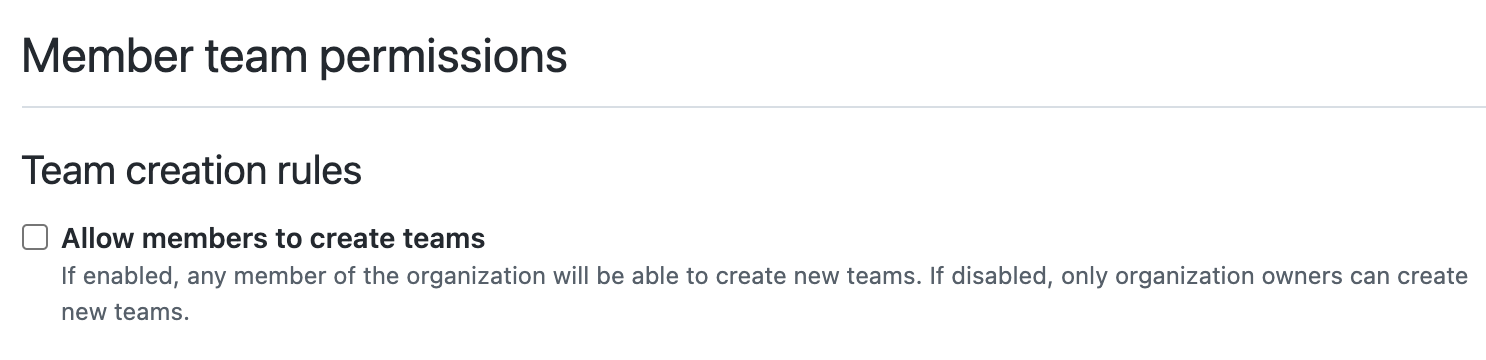 Member team permissions
Team creation rules
Allow members to create teams
If enabled, any member of the organization will be able to create new teams. If disabled, only organization owners can create
new teams.